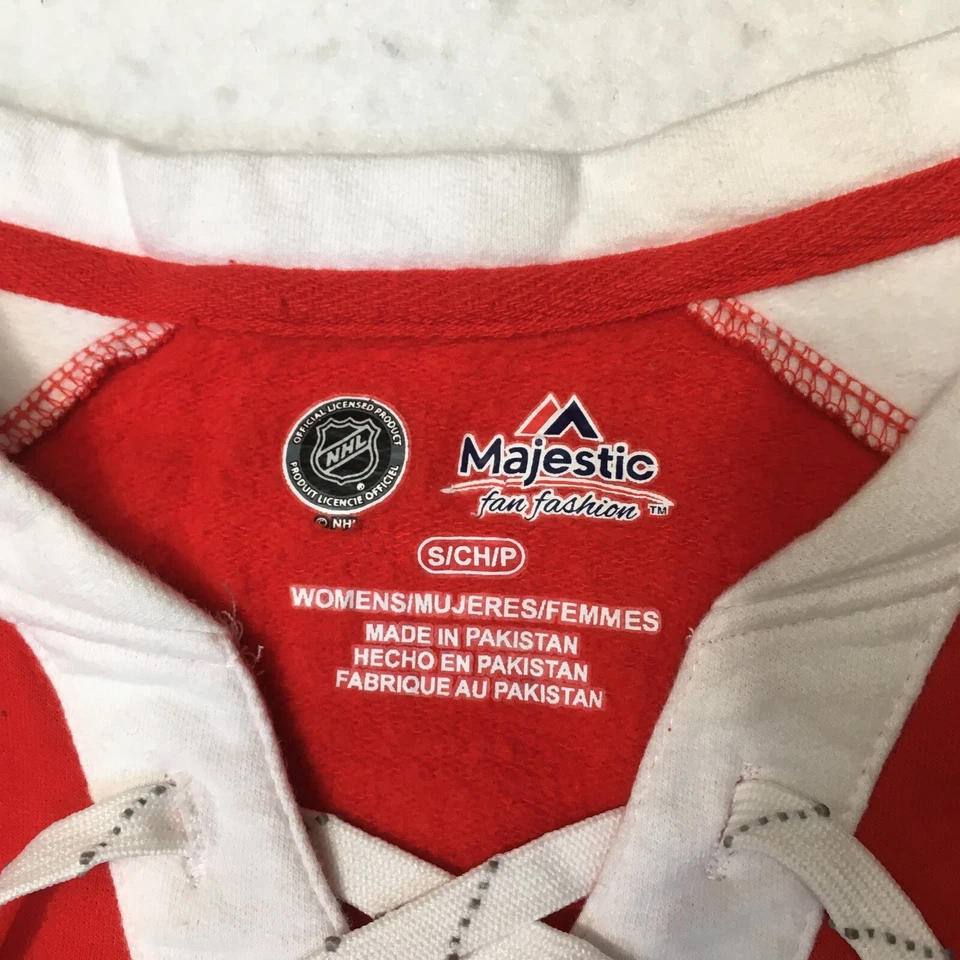 OFFICIAL LICENSED PRODUCT
NHL
®
PRODUIT LICENCIE OFFICIEL
© NHL
Majestic
fan fashion ™
S/CH/P
WOMENS/MUJERES/FEMMES
MADE IN PAKISTAN
HECHO EN PAKISTAN
FABRIQUE AU PAKISTAN